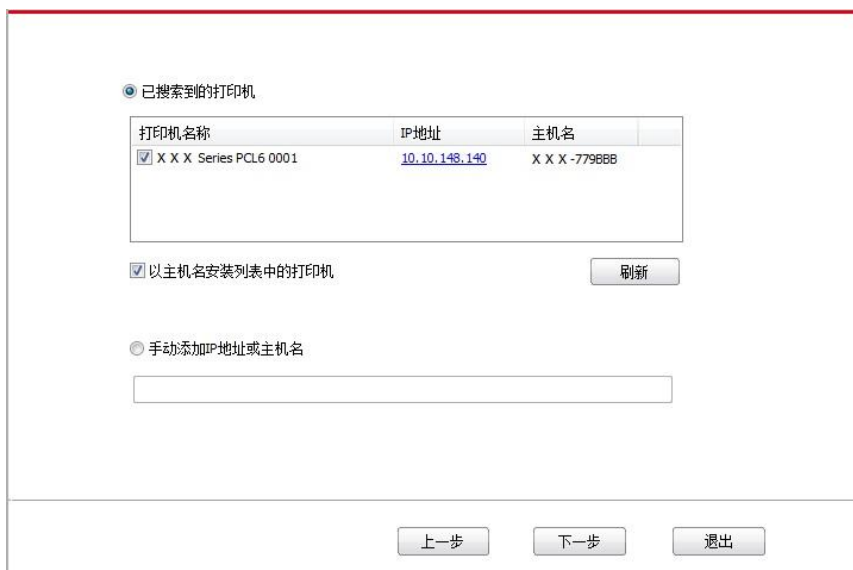 已搜索到的打印机
打印机名称 IP地址 主机名
X X X Series PCL6 0001 10.10.148.140 X X X -779BBB
以主机名安装列表中的打印机 刷新
手动添加IP地址或主机名
上一步 下一步 退出